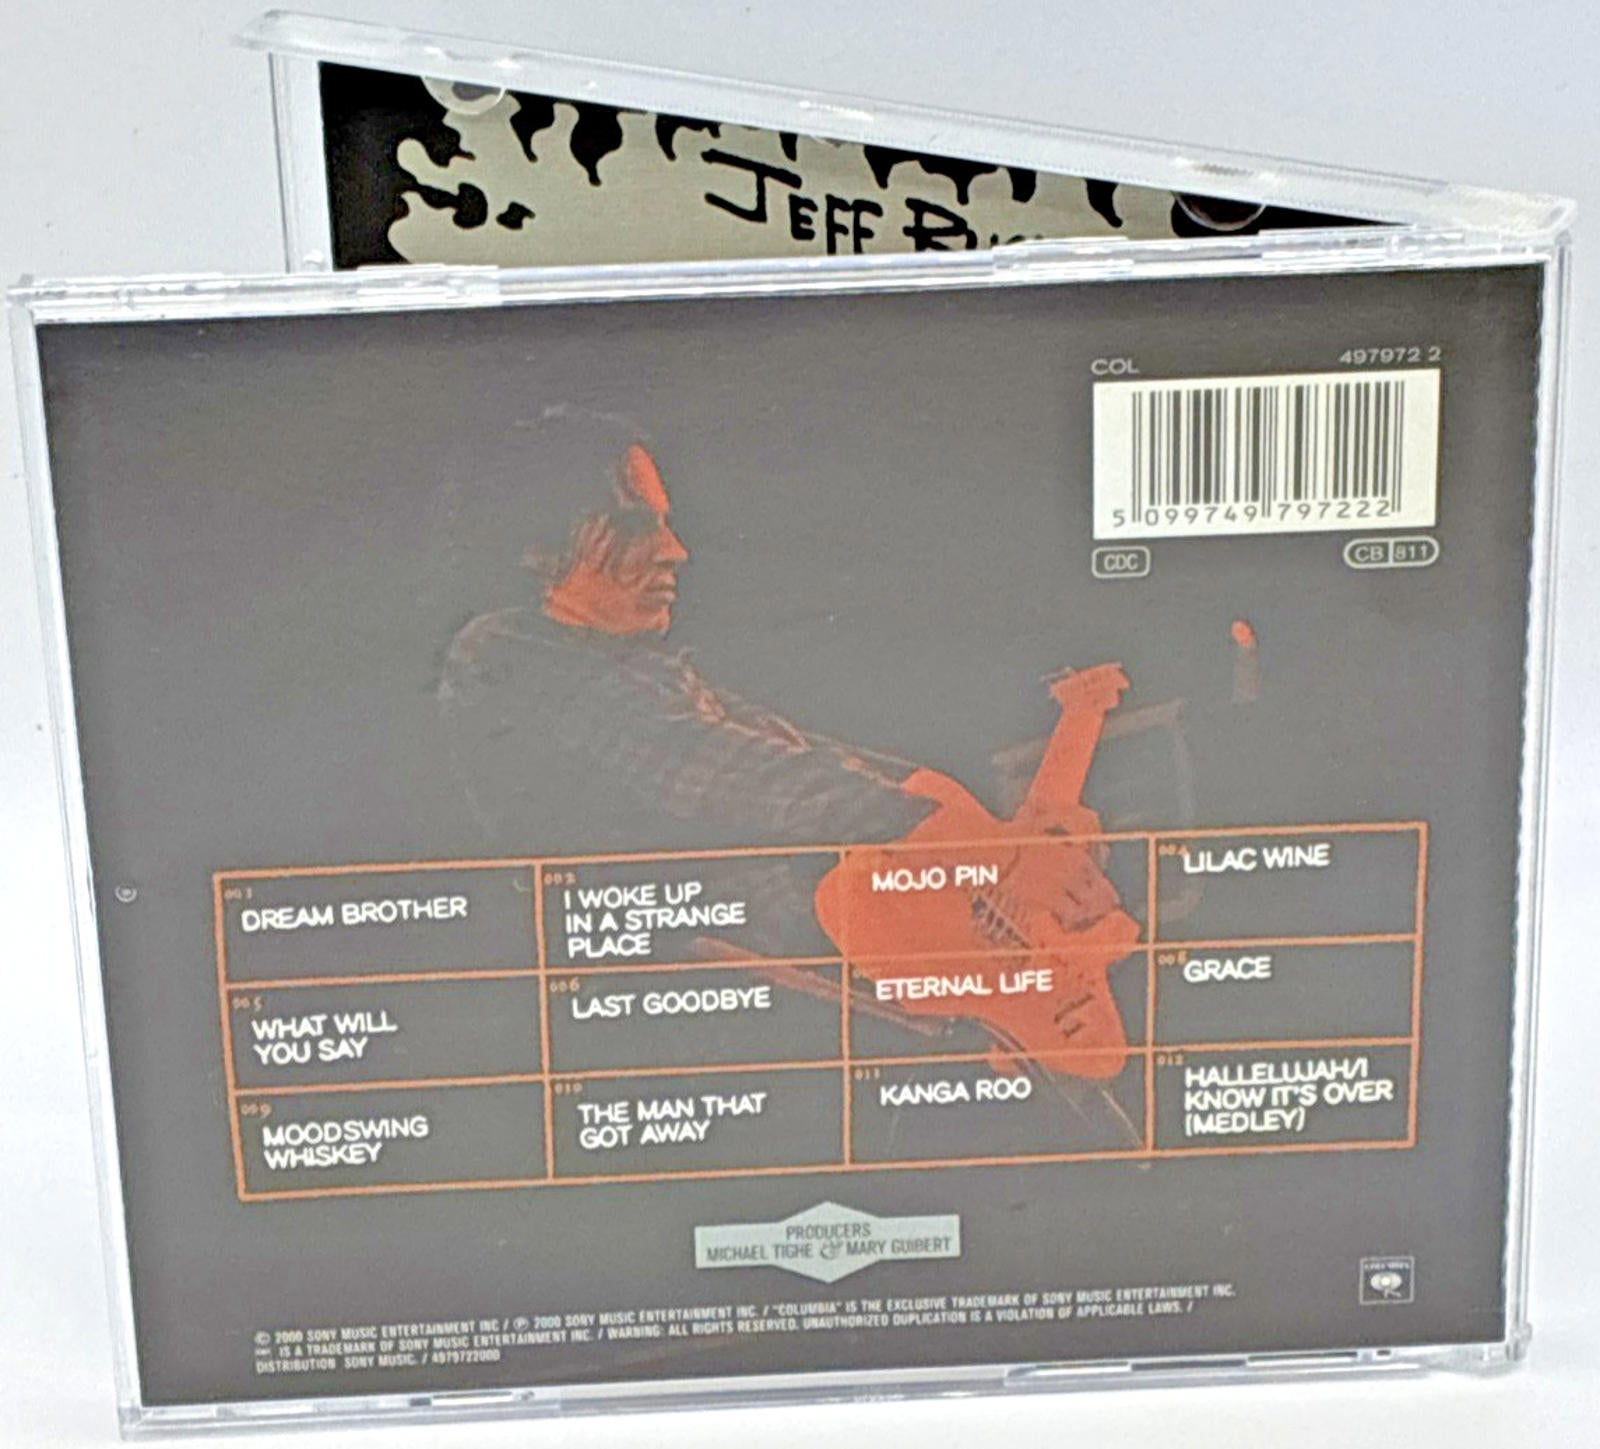 JEFF
COL 497972 2
5 099749 797222
CDC CB 811
001 DREAM BROTHER
002 I WOKE UP
IN A STRANGE
PLACE
MOJO PIN
004 LILAC WINE
005 WHAT WILL
YOU SAY
006 LAST GOODBYE
ETERNAL LIFE
008 GRACE
009 MOODSWING
WHISKEY
010 THE MAN THAT
GOT AWAY
011 KANGA ROO
012 HALLELUJAH/I
KNOW IT'S OVER
(MEDLEY)
PRODUCERS
MICHAEL TIGHE & MARY GUIBERT
COLUMBIA
© 2000 SONY MUSIC ENTERTAINMENT INC / ℗ 2000 SONY MUSIC ENTERTAINMENT INC. / "COLUMBIA" IS THE EXCLUSIVE TRADEMARK OF SONY MUSIC ENTERTAINMENT INC.
IS A TRADEMARK OF SONY MUSIC ENTERTAINMENT INC. / WARNING: ALL RIGHTS RESERVED. UNAUTHORIZED DUPLICATION IS A VIOLATION OF APPLICABLE LAWS. /
DISTRIBUTION SONY MUSIC. / 4979722000